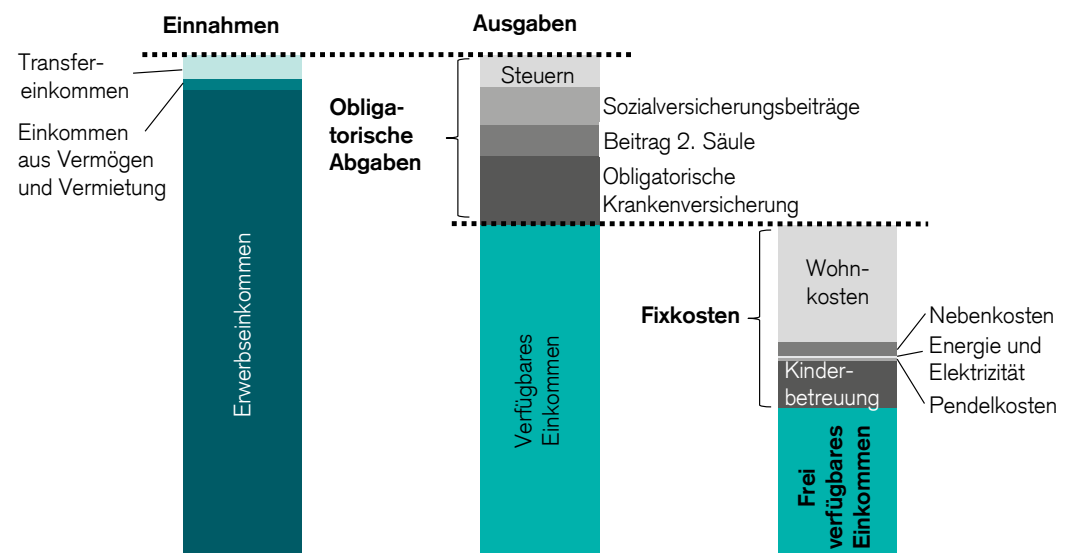 Einnahmen
Ausgaben
Transfer-
einkommen
Einkommen
aus Vermögen
und Vermietung
Erwerbseinkommen
Obliga-
torische
Abgaben
Steuern
Sozialversicherungsbeiträge
Beitrag 2. Säule
Obligatorische
Krankenversicherung
Verfügbares
Einkommen
Fixkosten
Wohn-
kosten
Nebenkosten
Energie und
Elektrizität
Kinder-
betreuung
Pendelkosten
Frei
verfügbares
Einkommen